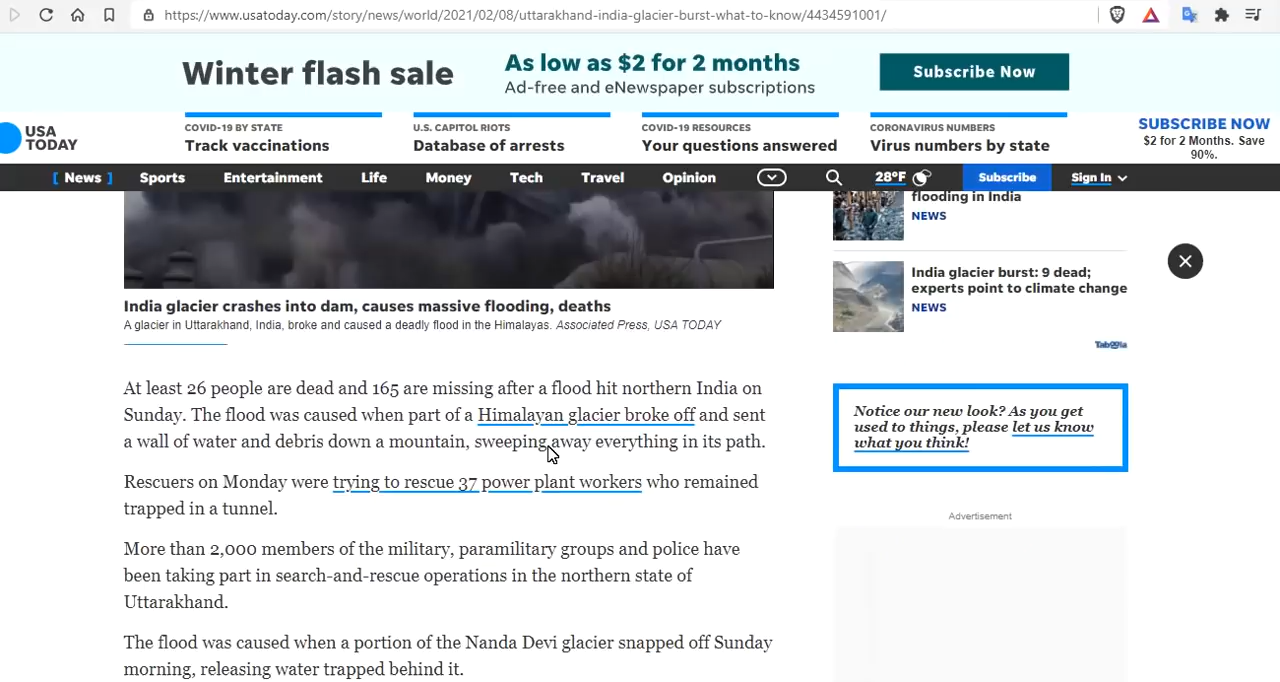 https://www.usatoday.com/story/news/world/2021/02/08/uttarakhand-india-glacier-burst-what-to-know/4434591001/
Winter flash sale
As low as $2 for 2 months
Ad-free and eNewspaper subscriptions
Subscribe Now
USA
TODAY
COVID-19 BY STATE
Track vaccinations
U.S. CAPITOL RIOTS
Database of arrests
COVID-19 RESOURCES
Your questions answered
CORONAVIRUS NUMBERS
Virus numbers by state
SUBSCRIBE NOW
$2 for 2 Months. Save
90%.
[ News ] Sports Entertainment Life Money Tech Travel Opinion 28°F Subscribe Sign In
India glacier crashes into dam, causes massive flooding, deaths
A glacier in Uttarakhand, India, broke and caused a deadly flood in the Himalayas. Associated Press, USA TODAY
At least 26 people are dead and 165 are missing after a flood hit northern India on
Sunday. The flood was caused when part of a Himalayan glacier broke off and sent
a wall of water and debris down a mountain, sweeping away everything in its path.
Rescuers on Monday were trying to rescue 37 power plant workers who remained
trapped in a tunnel.
More than 2,000 members of the military, paramilitary groups and police have
been taking part in search-and-rescue operations in the northern state of
Uttarakhand.
The flood was caused when a portion of the Nanda Devi glacier snapped off Sunday
morning, releasing water trapped behind it.
flooding in India
NEWS
India glacier burst: 9 dead;
experts point to climate change
NEWS
Taboola
Notice our new look? As you get
used to things, please let us know
what you think!
Advertisement